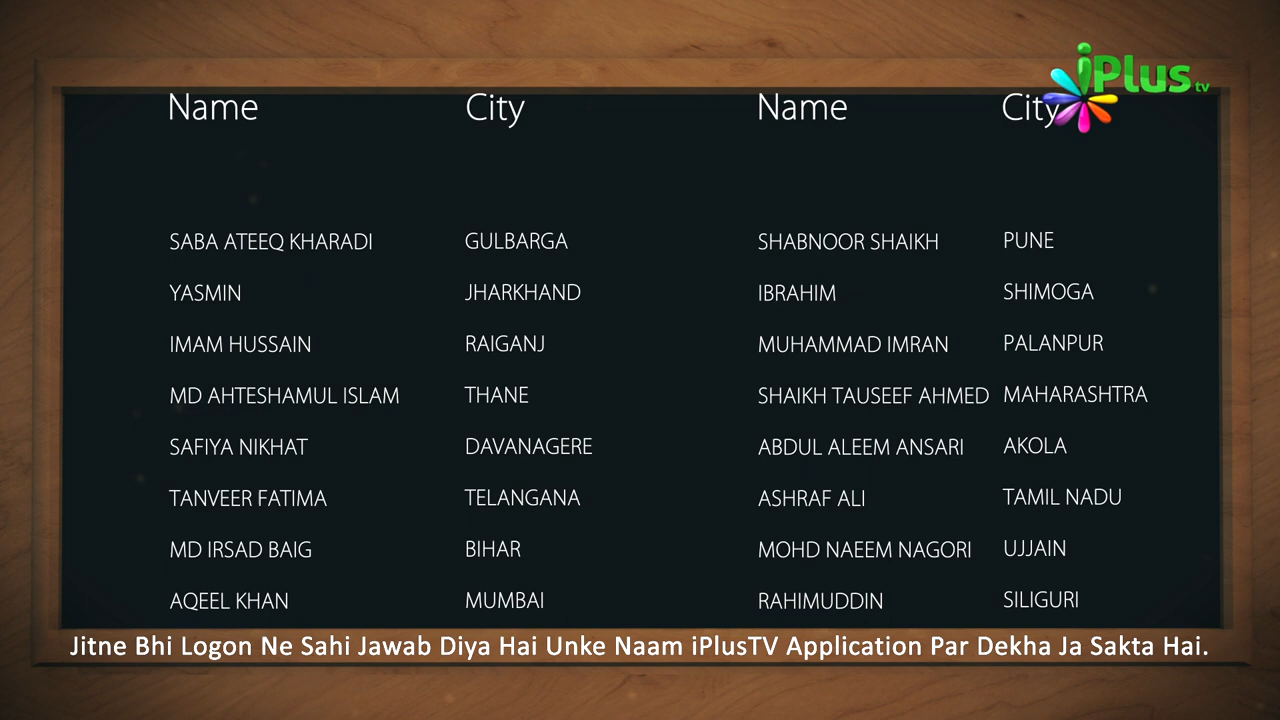 iPlus tv
Name City Name City
SABA ATEEQ KHARADI GULBARGA SHABNOOR SHAIKH PUNE
YASMIN JHARKHAND IBRAHIM SHIMOGA
IMAM HUSSAIN RAIGANJ MUHAMMAD IMRAN PALANPUR
MD AHTESHAMUL ISLAM THANE SHAIKH TAUSEEF AHMED MAHARASHTRA
SAFIYA NIKHAT DAVANAGERE ABDUL ALEEM ANSARI AKOLA
TANVEER FATIMA TELANGANA ASHRAF ALI TAMIL NADU
MD IRSAD BAIG BIHAR MOHD NAEEM NAGORI UJJAIN
AQEEL KHAN MUMBAI RAHIMUDDIN SILIGURI
Jitne Bhi Logon Ne Sahi Jawab Diya Hai Unke Naam iPlusTV Application Par Dekha Ja Sakta Hai.